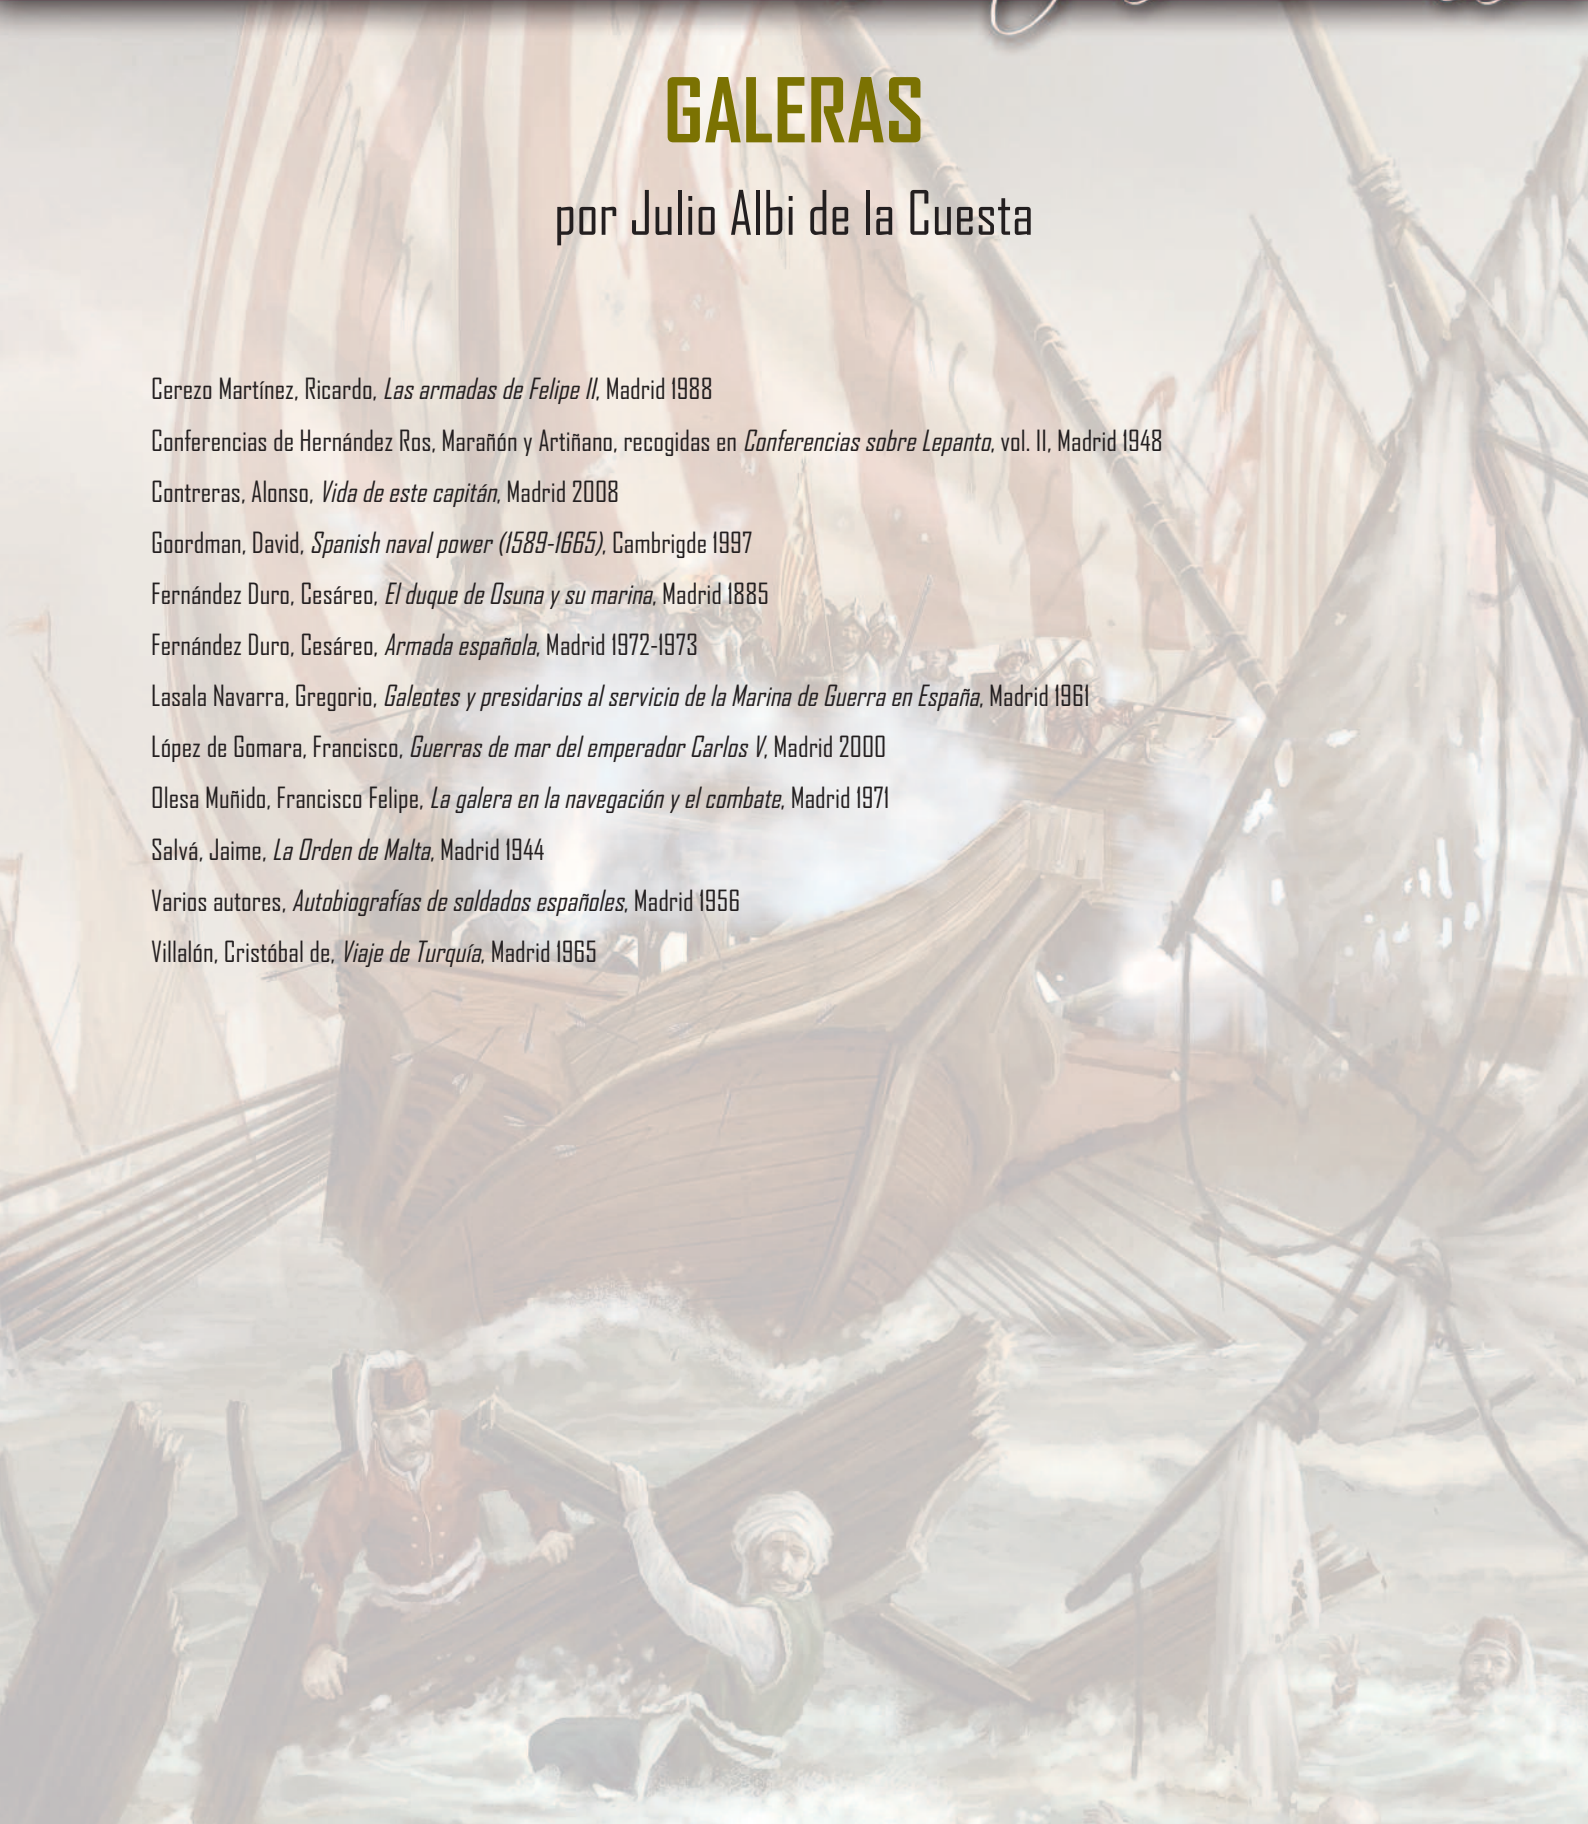 GALERAS
por Julio Albi de la Cuesta
Cerezo Martínez, Ricardo, Las armadas de Felipe II, Madrid 1988
Conferencias de Hernández Ros, Marañón y Artiñano, recogidas en Conferencias sobre Lepanto, vol. II, Madrid 1948
Contreras, Alonso, Vida de este capitán, Madrid 2008
Goordman, David, Spanish naval power (1589-1665), Cambrigde 1997
Fernández Duro, Cesáreo, El duque de Osuna y su marina, Madrid 1885
Fernández Duro, Cesáreo, Armada española, Madrid 1972-1973
Lasala Navarra, Gregorio, Galeotes y presidarios al servicio de la Marina de Guerra en España, Madrid 1961
López de Gomara, Francisco, Guerras de mar del emperador Carlos V, Madrid 2000
Olesa Muñido, Francisco Felipe, La galera en la navegación y el combate, Madrid 1971
Salvá, Jaime, La Orden de Malta, Madrid 1944
Varios autores, Autobiografías de soldados españoles, Madrid 1956
Villalón, Cristóbal de, Viaje de Turquía, Madrid 1965